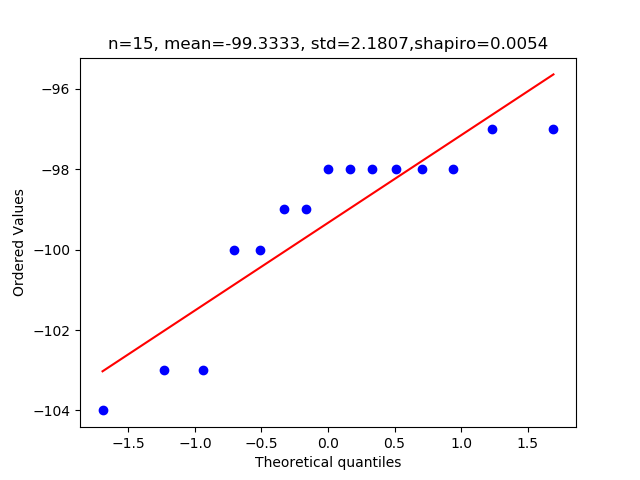 n=15, mean=-99.3333, std=2.1807,shapiro=0.0054
−96
−98
−100
−102
−104
Ordered Values
−1.5 −1.0 −0.5 0.0 0.5 1.0 1.5
Theoretical quantiles